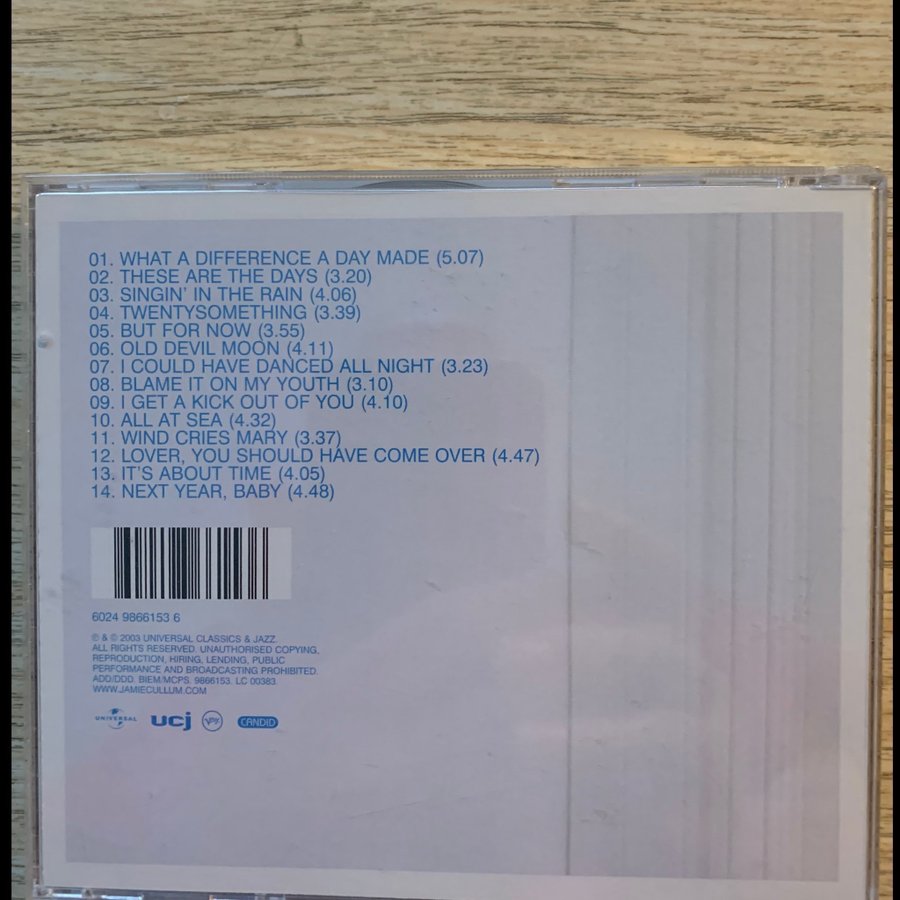 01. WHAT A DIFFERENCE A DAY MADE (5.07)
02. THESE ARE THE DAYS (3.20)
03. SINGIN' IN THE RAIN (4.06)
04. TWENTYSOMETHING (3.39)
05. BUT FOR NOW (3.55)
06. OLD DEVIL MOON (4.11)
07. I COULD HAVE DANCED ALL NIGHT (3.23)
08. BLAME IT ON MY YOUTH (3.10)
09. I GET A KICK OUT OF YOU (4.10)
10. ALL AT SEA (4.32)
11. WIND CRIES MARY (3.37)
12. LOVER, YOU SHOULD HAVE COME OVER (4.47)
13. IT'S ABOUT TIME (4.05)
14. NEXT YEAR, BABY (4.48)
6024 9866153 6
℗ & © 2003 UNIVERSAL CLASSICS & JAZZ.
ALL RIGHTS RESERVED. UNAUTHORISED COPYING,
REPRODUCTION, HIRING, LENDING, PUBLIC
PERFORMANCE AND BROADCASTING PROHIBITED.
ADD/DDD. BIEM/MCPS. 9866153. LC 00383.
WWW.JAMIECULLUM.COM
UNIVERSAL ucj Verve CANDID